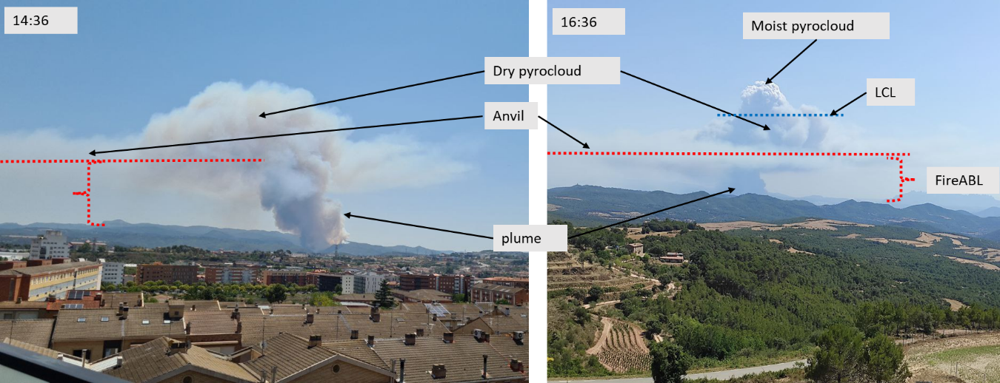 14:36
16:36
Moist pyrocloud
Dry pyrocloud
LCL
Anvil
FireABL
plume